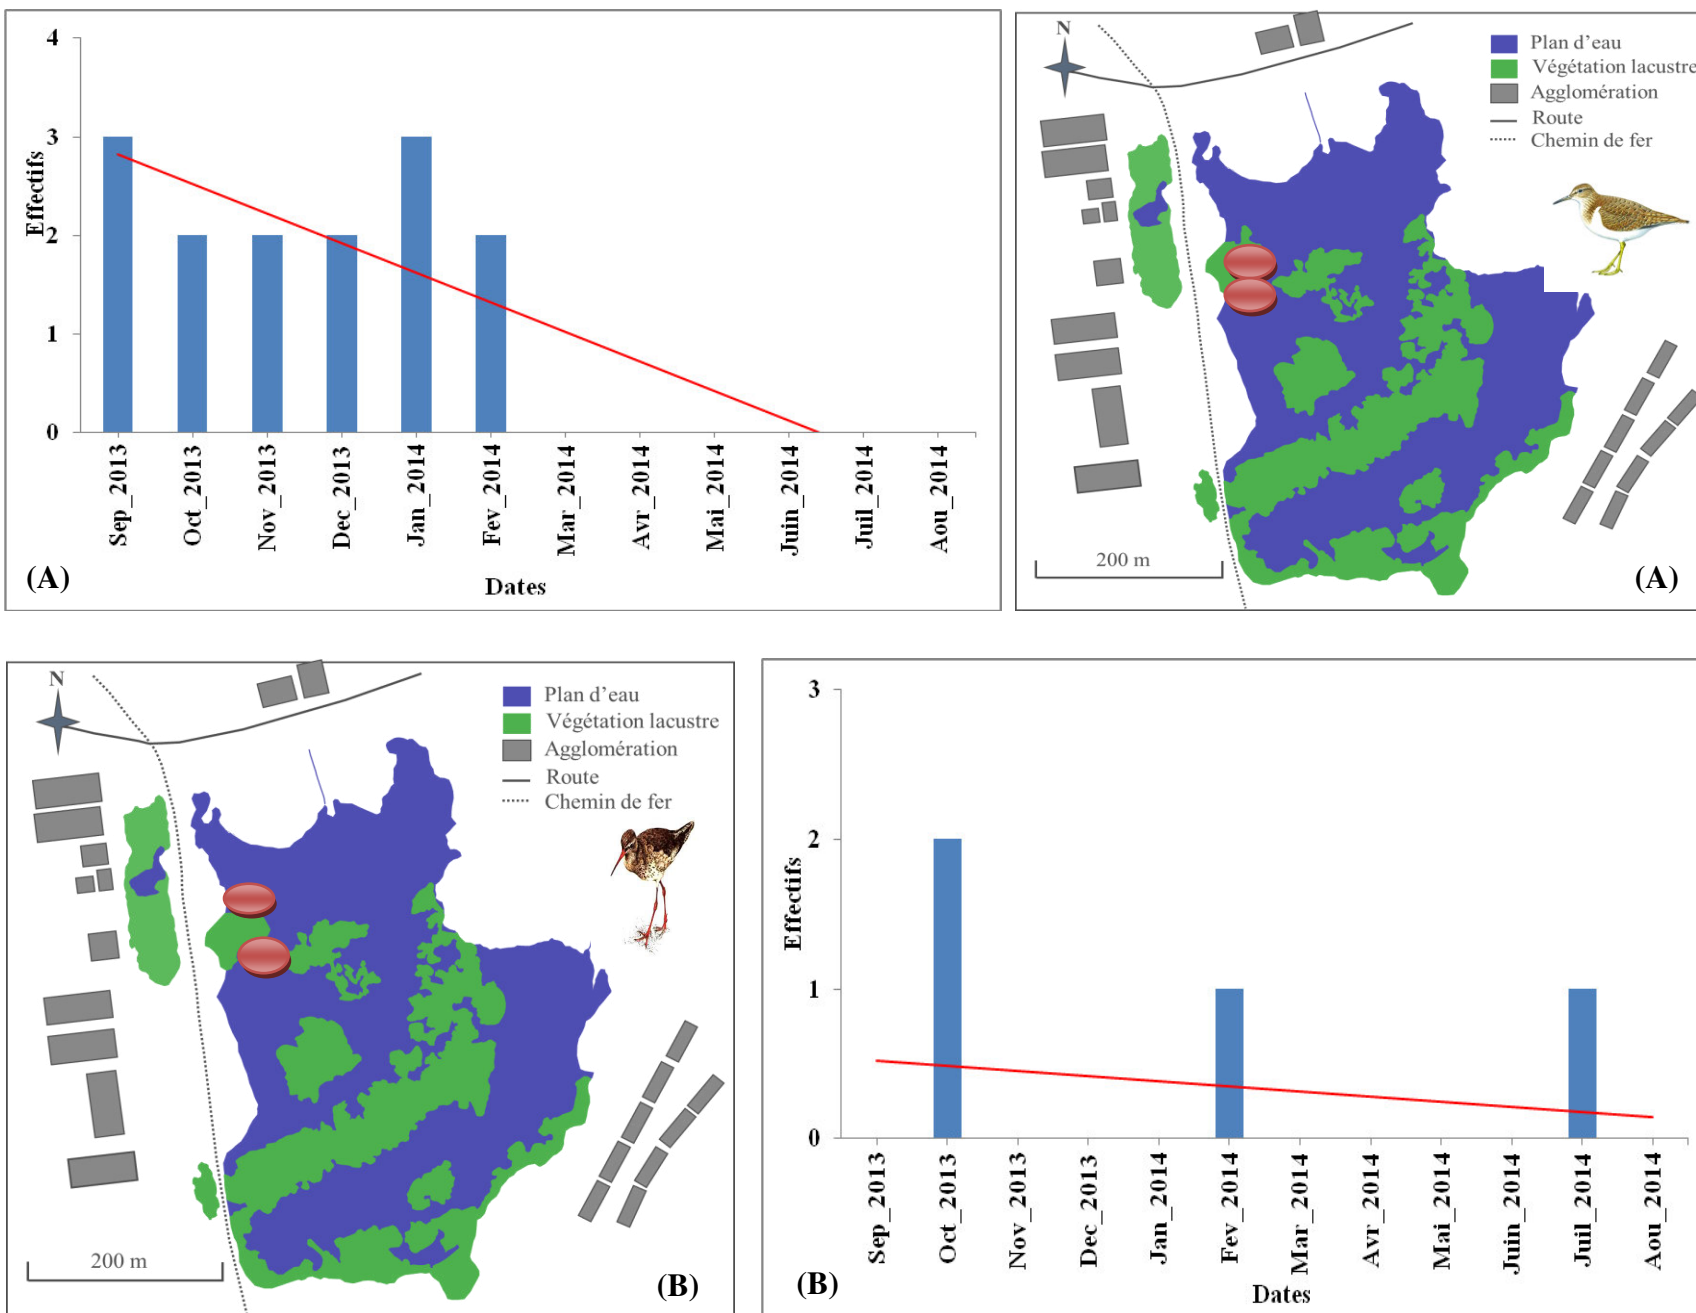 4
3
2
1
0
Effectifs
Sep_2013
Oct_2013
Nov_2013
Dec_2013
Jan_2014
Fev_2014
Mar_2014
Avr_2014
Mai_2014
Juin_2014
Juil_2014
Aou_2014
Dates
(A)
N
Plan d'eau
Végétation lacustre
Agglomération
Route
Chemin de fer
200 m
(A)
N
Plan d'eau
Végétation lacustre
Agglomération
Route
Chemin de fer
200 m
(B)
3
2
1
0
Effectifs
Sep_2013
Oct_2013
Nov_2013
Dec_2013
Jan_2014
Fev_2014
Mar_2014
Avr_2014
Mai_2014
Juin_2014
Juil_2014
Aou_2014
Dates
(B)